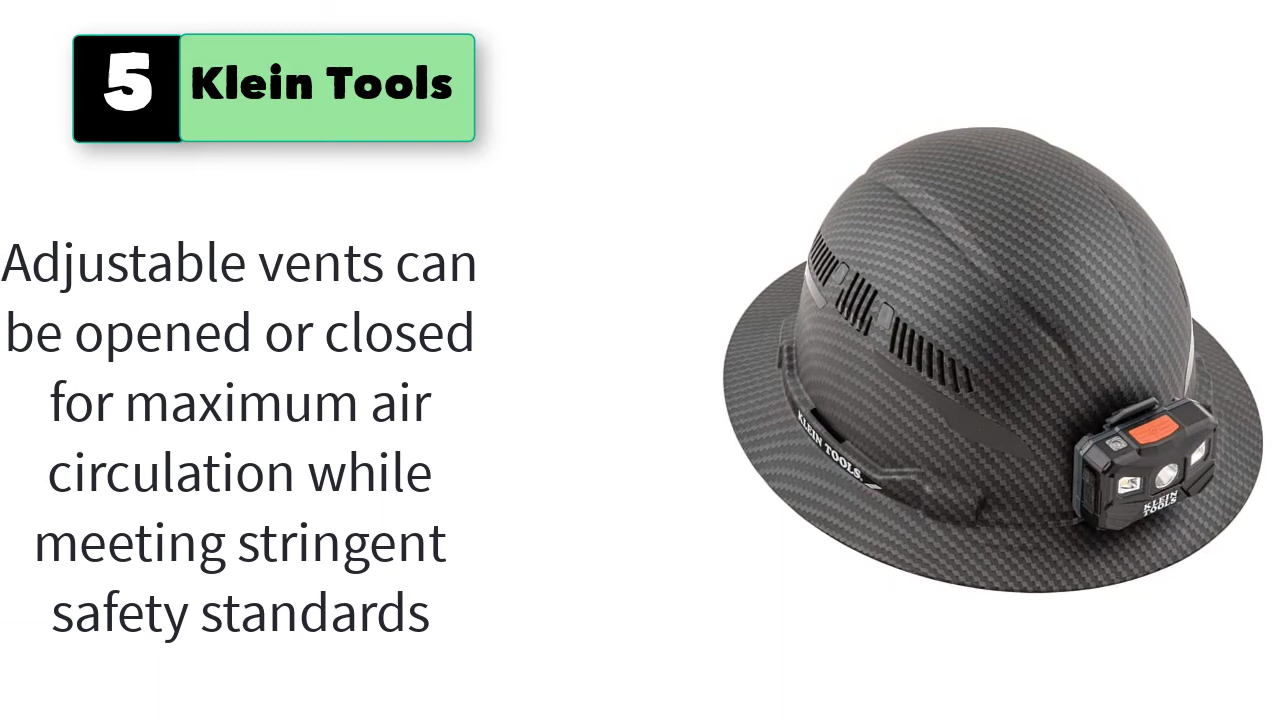 5 Klein Tools
Adjustable vents can
be opened or closed
for maximum air
circulation while
meeting stringent
safety standards
KLEIN TOOLS.
KLEIN
TOOLS